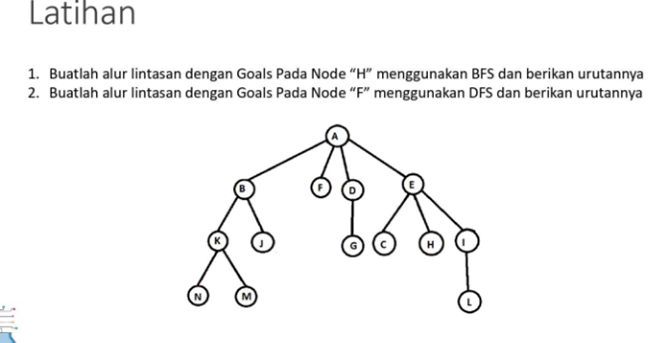 Latihan
1. Buatlah alur lintasan dengan Goals Pada Node “H” menggunakan BFS dan berikan urutannya
2. Buatlah alur lintasan dengan Goals Pada Node “F” menggunakan DFS dan berikan urutannya
A
B F D E
K J G C H I
N M L